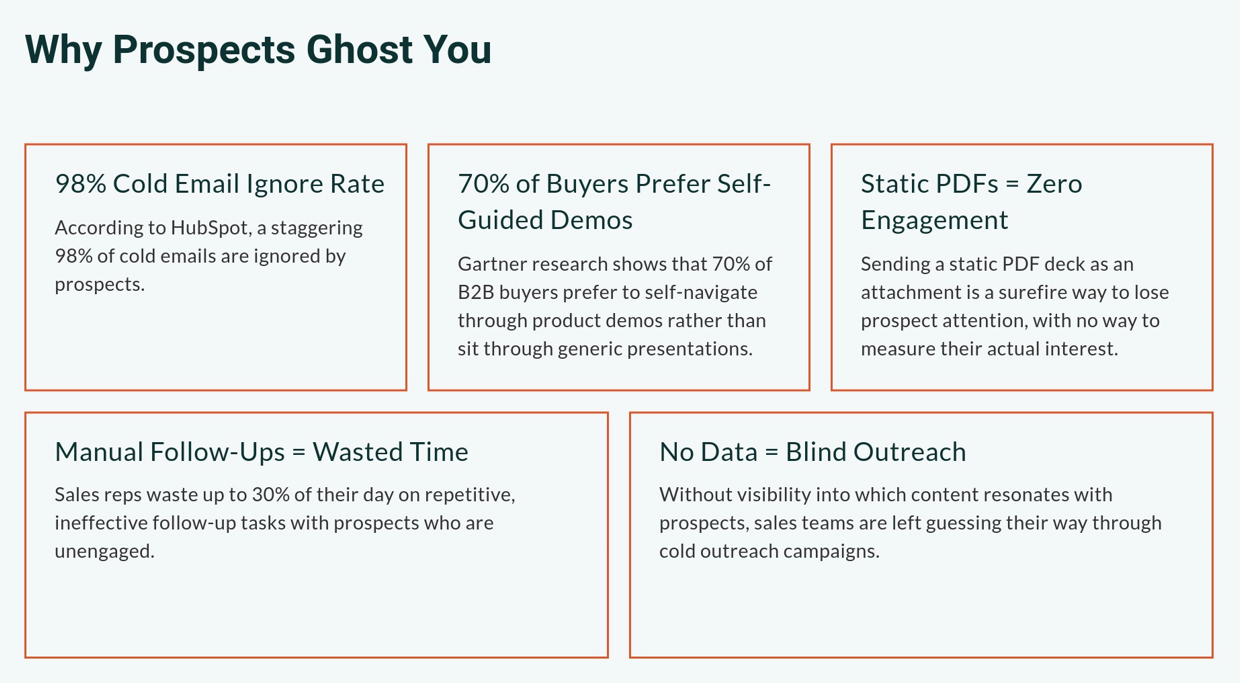 Why Prospects Ghost You
98% Cold Email Ignore Rate
According to HubSpot, a staggering
98% of cold emails are ignored by
prospects.
70% of Buyers Prefer Self-
Guided Demos
Gartner research shows that 70% of
B2B buyers prefer to self-navigate
through product demos rather than
sit through generic presentations.
Static PDFs = Zero
Engagement
Sending a static PDF deck as an
attachment is a surefire way to lose
prospect attention, with no way to
measure their actual interest.
Manual Follow-Ups = Wasted Time
Sales reps waste up to 30% of their day on repetitive,
ineffective follow-up tasks with prospects who are
unengaged.
No Data = Blind Outreach
Without visibility into which content resonates with
prospects, sales teams are left guessing their way through
cold outreach campaigns.